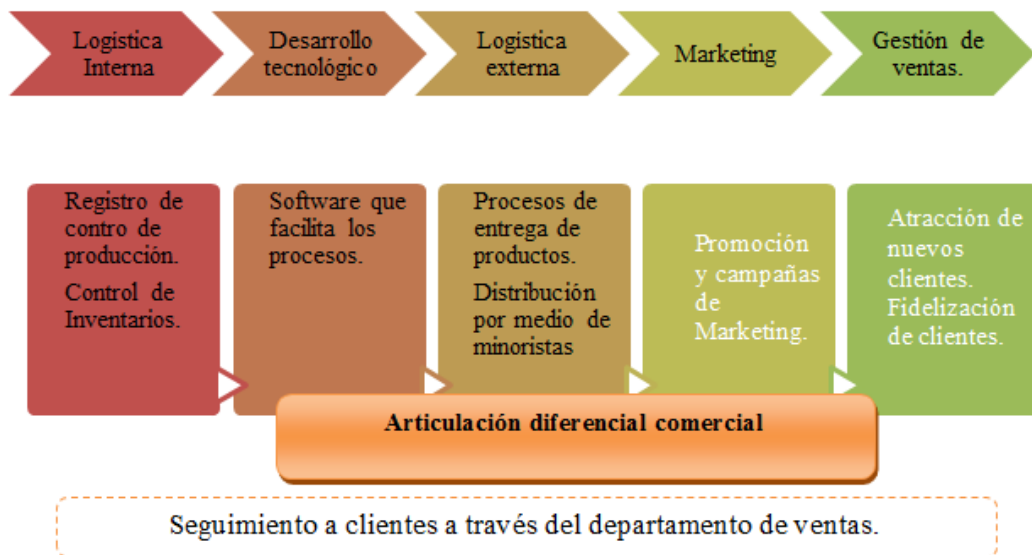 Logística
Interna
Desarrollo
tecnológico
Logística
externa
Marketing
Gestión de
ventas.
Registro de
contro de
producción.
Control de
Inventarios.
Software que
facilita los
procesos.
Procesos de
entrega de
productos.
Distribución
por medio de
minoristas
Promoción
y campañas
de
Marketing.
Atracción de
nuevos
clientes.
Fidelización
de clientes.
Articulación diferencial comercial
Seguimiento a clientes a través del departamento de ventas.